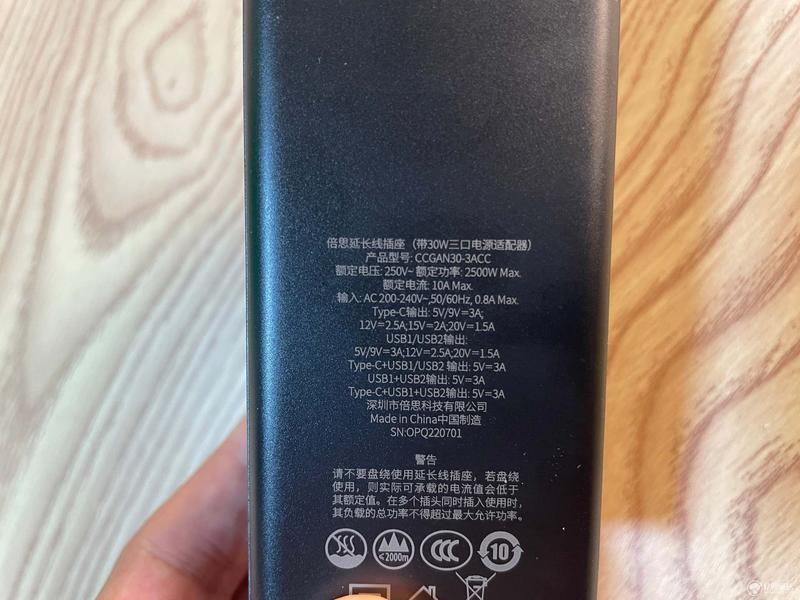 倍思延长线插座（带30W三口电源适配器）
产品型号: CCGAN30-3ACC
额定电压: 250V~ 额定功率: 2500W Max.
额定电流: 10A Max.
输入: AC 200-240V~,50/60Hz, 0.8A Max.
Type-C输出: 5V/9V=3A;
12V=2.5A;15V=2A;20V=1.5A
USB1/USB2输出:
5V/9V=3A;12V=2.5A;20V=1.5A
Type-C+USB1/USB2 输出: 5V=3A
USB1+USB2输出: 5V=3A
Type-C+USB1+USB2输出: 5V=3A
深圳市倍思科技有限公司
Made in China中国制造
SN:OPQ220701
警告
请不要盘绕使用延长线插座，若盘绕
使用，则实际可承载的电流值会低于
其额定值。在多个插头同时插入使用时，
其负载的总功率不得超过最大允许功率。
≤2000m
CCC
10